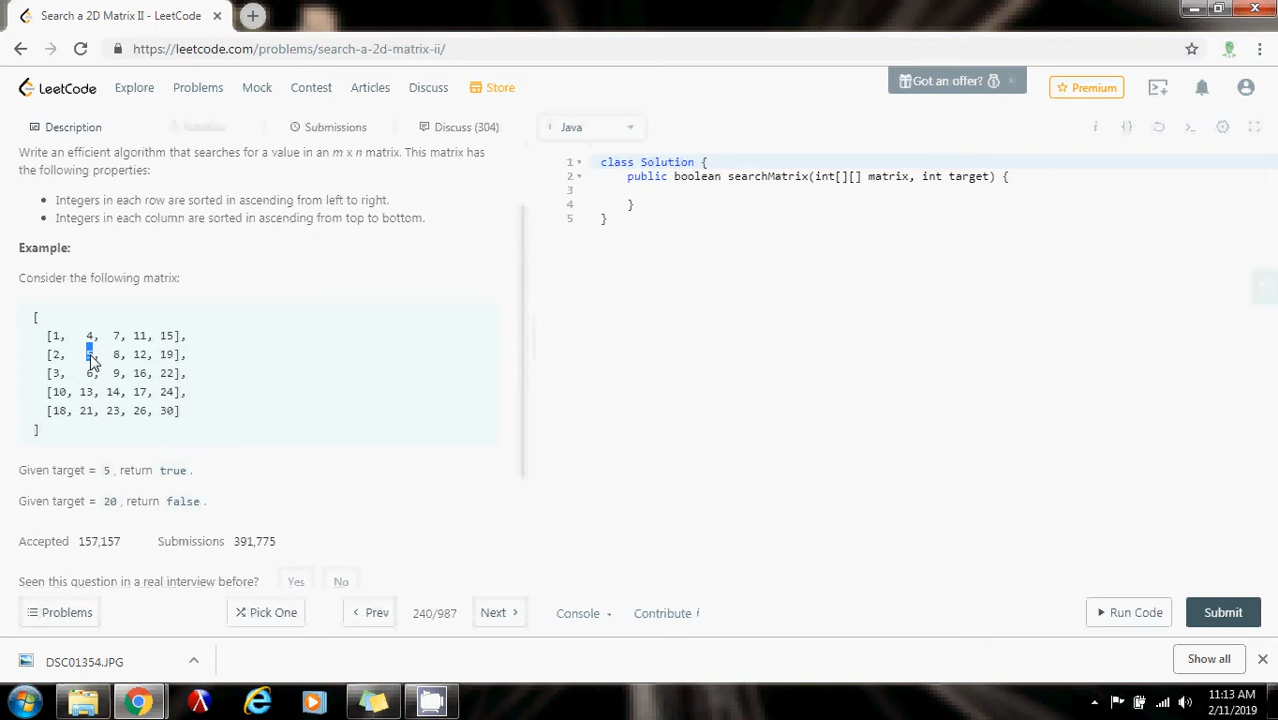 Search a 2D Matrix II - LeetCode
https://leetcode.com/problems/search-a-2d-matrix-ii/
LeetCode Explore Problems Mock Contest Articles Discuss Store Got an offer? Premium
Description Submissions Discuss (304) Java
Write an efficient algorithm that searches for a value in an m x n matrix. This matrix has
the following properties:
Integers in each row are sorted in ascending from left to right.
Integers in each column are sorted in ascending from top to bottom.
Example:
Consider the following matrix:
[
[1, 4, 7, 11, 15],
[2, 5, 8, 12, 19],
[3, 6, 9, 16, 22],
[10, 13, 14, 17, 24],
[18, 21, 23, 26, 30]
]
Given target = 5, return true.
Given target = 20, return false.
Accepted 157,157 Submissions 391,775
Seen this question in a real interview before? Yes No
1 class Solution {
2 public boolean searchMatrix(int[][] matrix, int target) {
3
4 }
5 }
Problems Pick One Prev 240/987 Next Console Contribute i Run Code Submit
DSC01354.JPG Show all
11:13 AM
2/11/2019